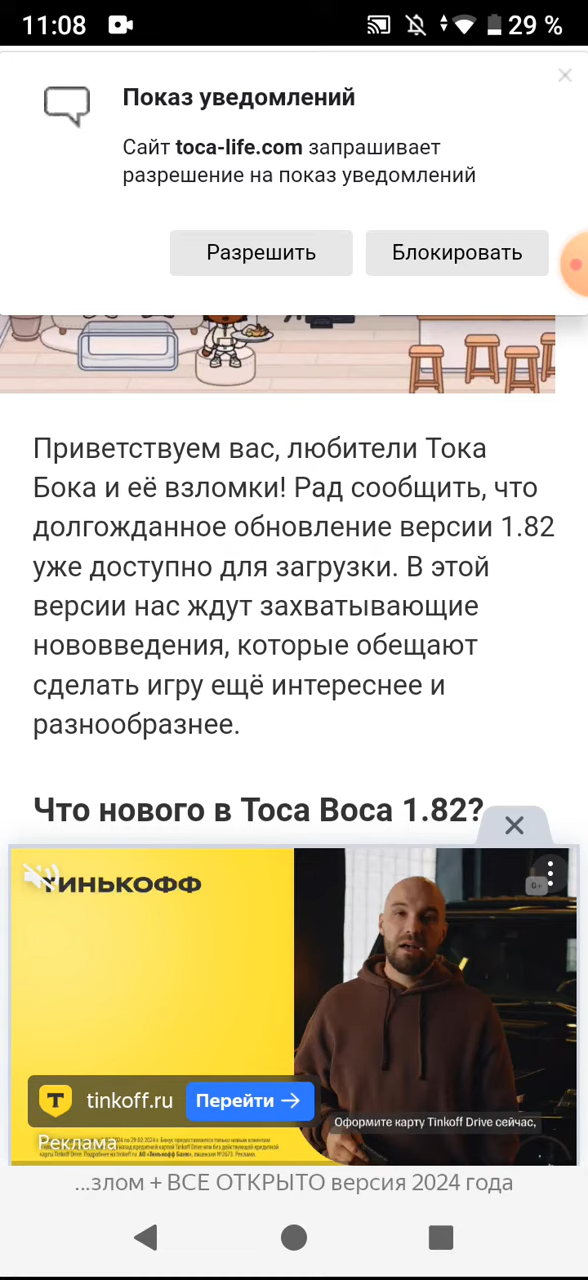 11:08
29 %
Показ уведомлений
Сайт toca-life.com запрашивает
разрешение на показ уведомлений
Разрешить
Блокировать
Приветствуем вас, любители Тока
Бока и её взломки! Рад сообщить, что
долгожданное обновление версии 1.82
уже доступно для загрузки. В этой
версии нас ждут захватывающие
нововведения, которые обещают
сделать игру ещё интереснее и
разнообразнее.
Что нового в Toca Boca 1.82?
ТИНЬКОФФ
0+
tinkoff.ru
Перейти
Оформите карту Tinkoff Drive сейчас,
Реклама
...злом + ВСЕ ОТКРЫТО версия 2024 года